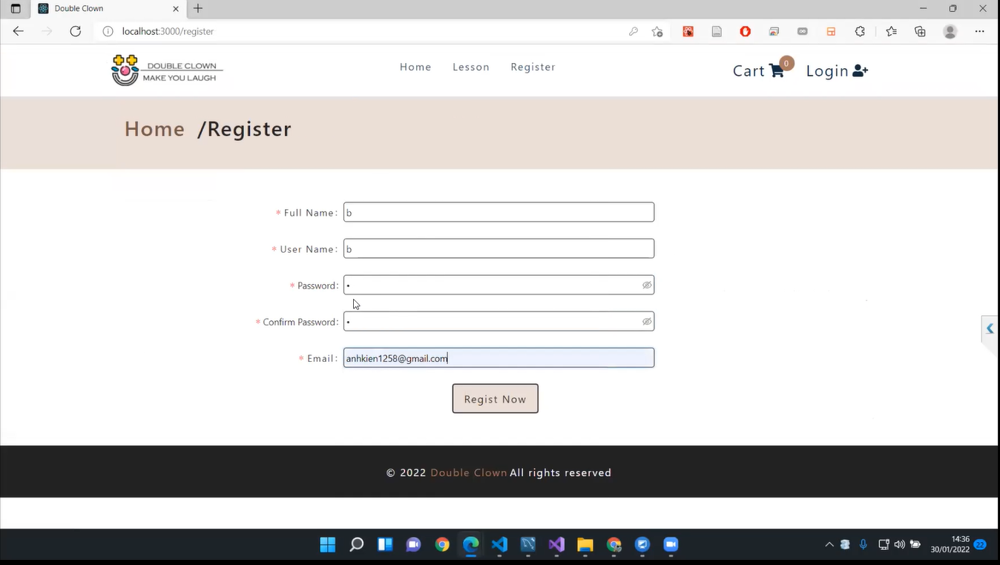 Double Clown
localhost:3000/register
DOUBLE CLOWN
MAKE YOU LAUGH
Home Lesson Register
Cart 0 Login
Home /Register
* Full Name: b
* User Name: b
* Password: •
* Confirm Password: •
* Email: anhkien1258@gmail.com
Regist Now
© 2022 Double Clown All rights reserved
14:36
30/01/2022
22